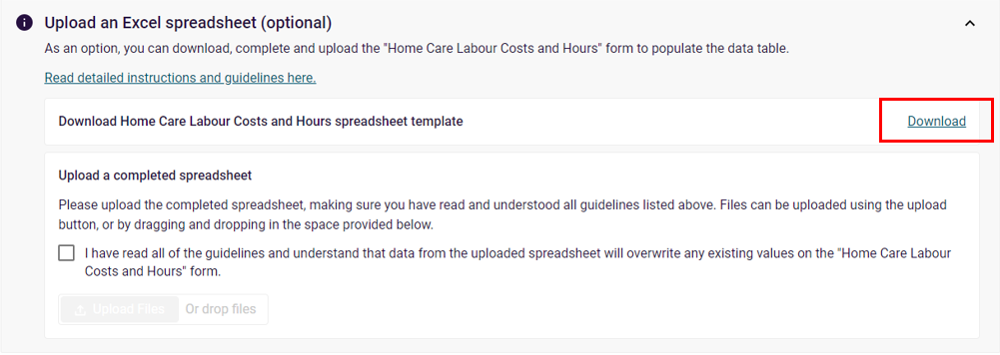 Upload an Excel spreadsheet (optional)
As an option, you can download, complete and upload the "Home Care Labour Costs and Hours" form to populate the data table.
Read detailed instructions and guidelines here.
Download Home Care Labour Costs and Hours spreadsheet template
Download
Upload a completed spreadsheet
Please upload the completed spreadsheet, making sure you have read and understood all guidelines listed above. Files can be uploaded using the upload
button, or by dragging and dropping in the space provided below.
I have read all of the guidelines and understand that data from the uploaded spreadsheet will overwrite any existing values on the "Home Care Labour
Costs and Hours" form.
Upload Files Or drop files